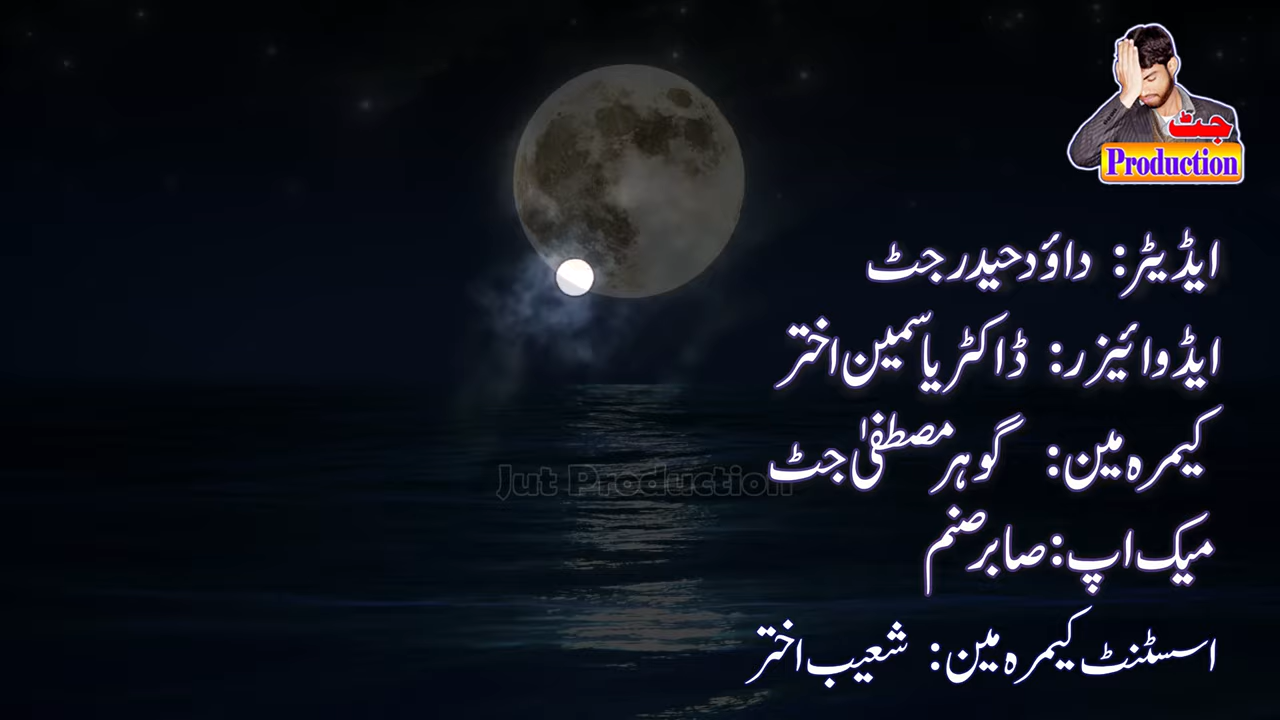 جٹ
Production
ایڈیٹر: داؤد حیدر جٹ
ایڈوائیزر: ڈاکٹر یاسمین اختر
کیمرہ مین: گوہر مصطفیٰ جٹ
Jut Production
میک اپ: صابر صنم
اسسٹنٹ کیمرہ مین: شعیب اختر